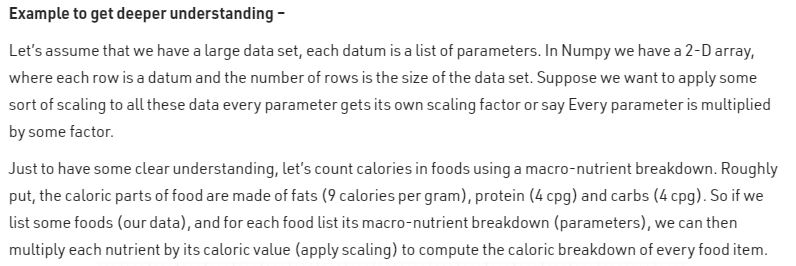 Example to get deeper understanding –
Let's assume that we have a large data set, each datum is a list of parameters. In Numpy we have a 2-D array,
where each row is a datum and the number of rows is the size of the data set. Suppose we want to apply some
sort of scaling to all these data every parameter gets its own scaling factor or say Every parameter is multiplied
by some factor.
Just to have some clear understanding, let's count calories in foods using a macro-nutrient breakdown. Roughly
put, the caloric parts of food are made of fats (9 calories per gram), protein (4 cpg) and carbs (4 cpg). So if we
list some foods (our data), and for each food list its macro-nutrient breakdown (parameters), we can then
multiply each nutrient by its caloric value (apply scaling) to compute the caloric breakdown of every food item.